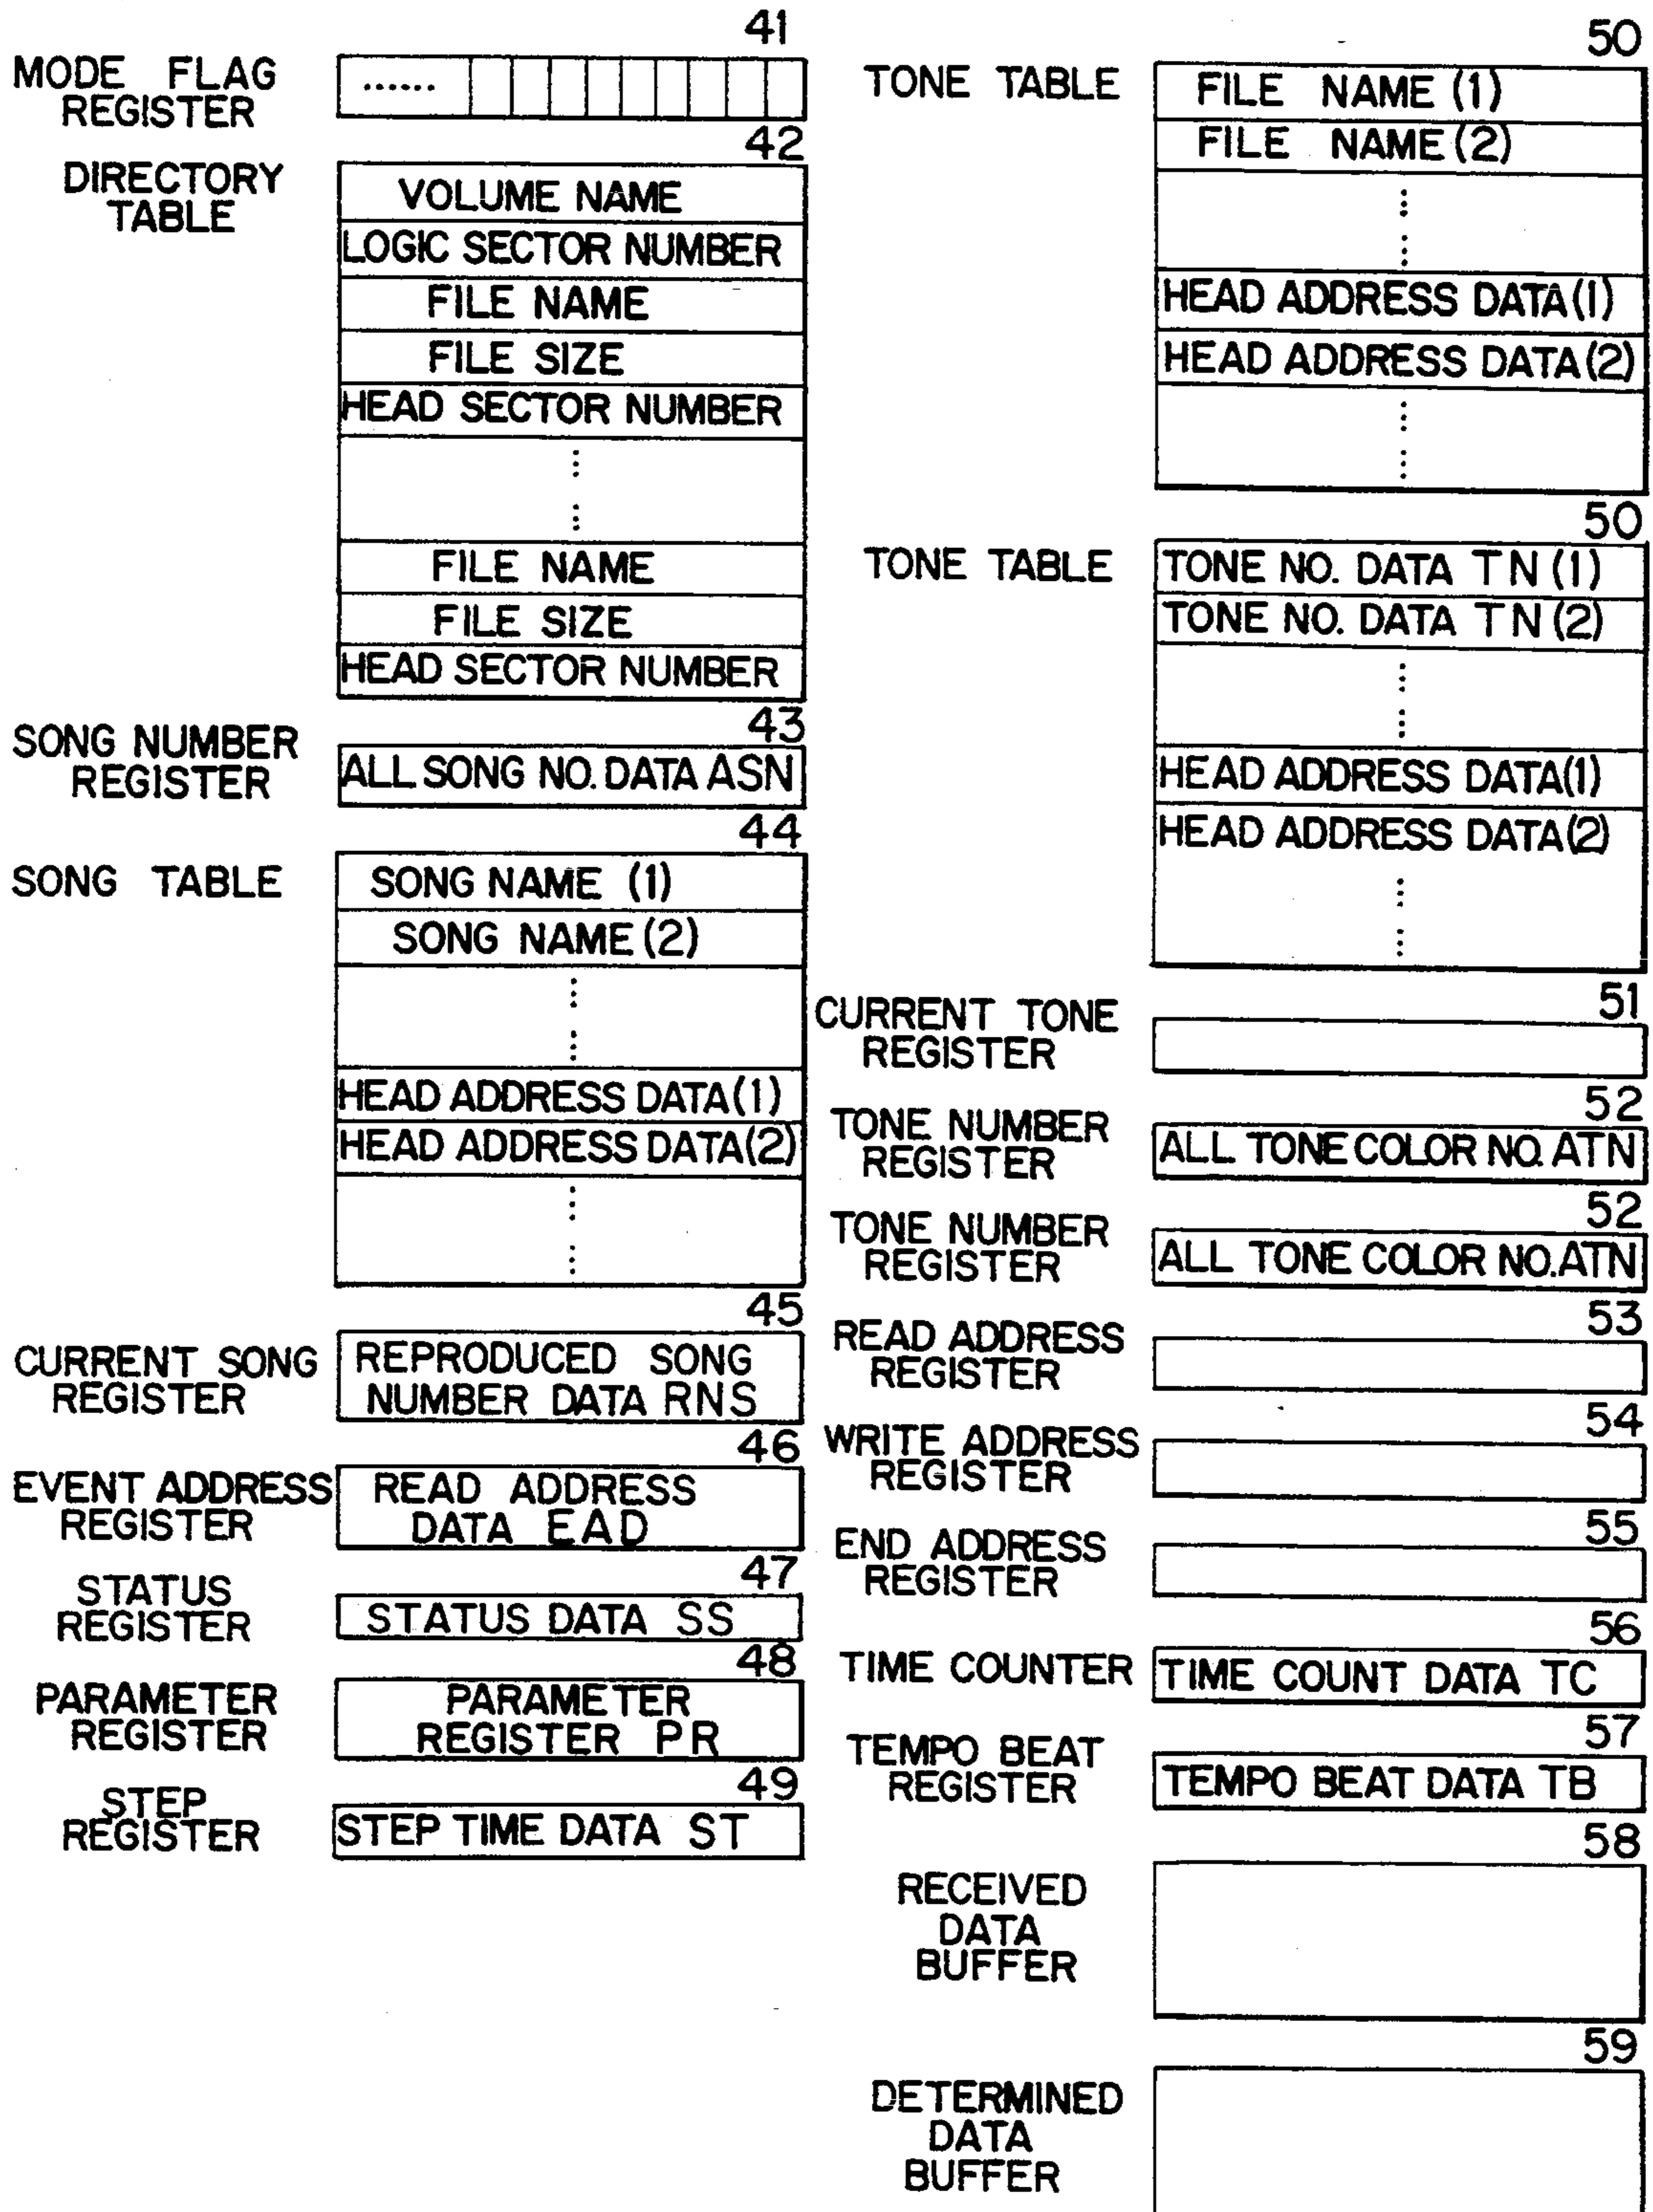 41
MODE FLAG
REGISTER
......
42
DIRECTORY
TABLE
VOLUME NAME
LOGIC SECTOR NUMBER
FILE NAME
FILE SIZE
HEAD SECTOR NUMBER
FILE NAME
FILE SIZE
HEAD SECTOR NUMBER
43
SONG NUMBER
REGISTER
ALL SONG NO. DATA ASN
44
SONG TABLE
SONG NAME (1)
SONG NAME (2)
HEAD ADDRESS DATA (1)
HEAD ADDRESS DATA (2)
45
CURRENT SONG
REGISTER
REPRODUCED SONG
NUMBER DATA RNS
46
EVENT ADDRESS
REGISTER
READ ADDRESS
DATA EAD
47
STATUS
REGISTER
STATUS DATA SS
48
PARAMETER
REGISTER
PARAMETER
REGISTER PR
49
STEP
REGISTER
STEP TIME DATA ST
50
TONE TABLE
FILE NAME (1)
FILE NAME (2)
HEAD ADDRESS DATA (1)
HEAD ADDRESS DATA (2)
50
TONE TABLE
TONE NO. DATA TN (1)
TONE NO. DATA TN (2)
HEAD ADDRESS DATA (1)
HEAD ADDRESS DATA (2)
51
CURRENT TONE
REGISTER
52
TONE NUMBER
REGISTER
ALL TONE COLOR NO. ATN
52
TONE NUMBER
REGISTER
ALL TONE COLOR NO. ATN
53
READ ADDRESS
REGISTER
54
WRITE ADDRESS
REGISTER
55
END ADDRESS
REGISTER
56
TIME COUNTER
TIME COUNT DATA TC
57
TEMPO BEAT
REGISTER
TEMPO BEAT DATA TB
58
RECEIVED
DATA
BUFFER
59
DETERMINED
DATA
BUFFER